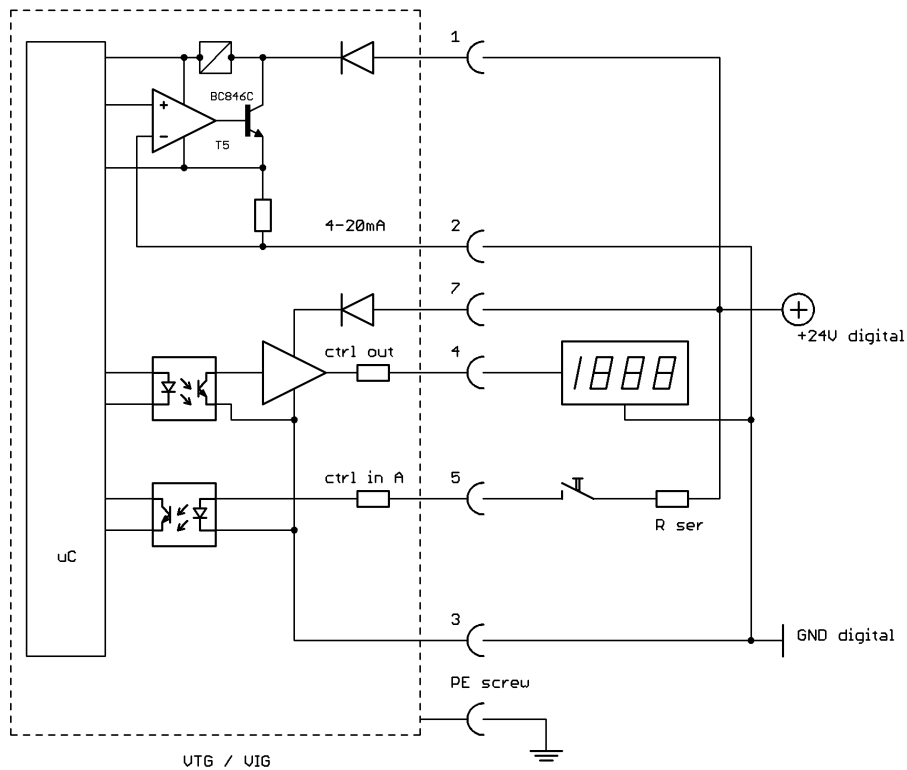 1
BC846C
+
−
T5
4-20mA
2
7
+24V digital
ctrl out
4
1888
ctrl in A
5
R ser
uC
3
GND digital
PE screw
VTG / VIG